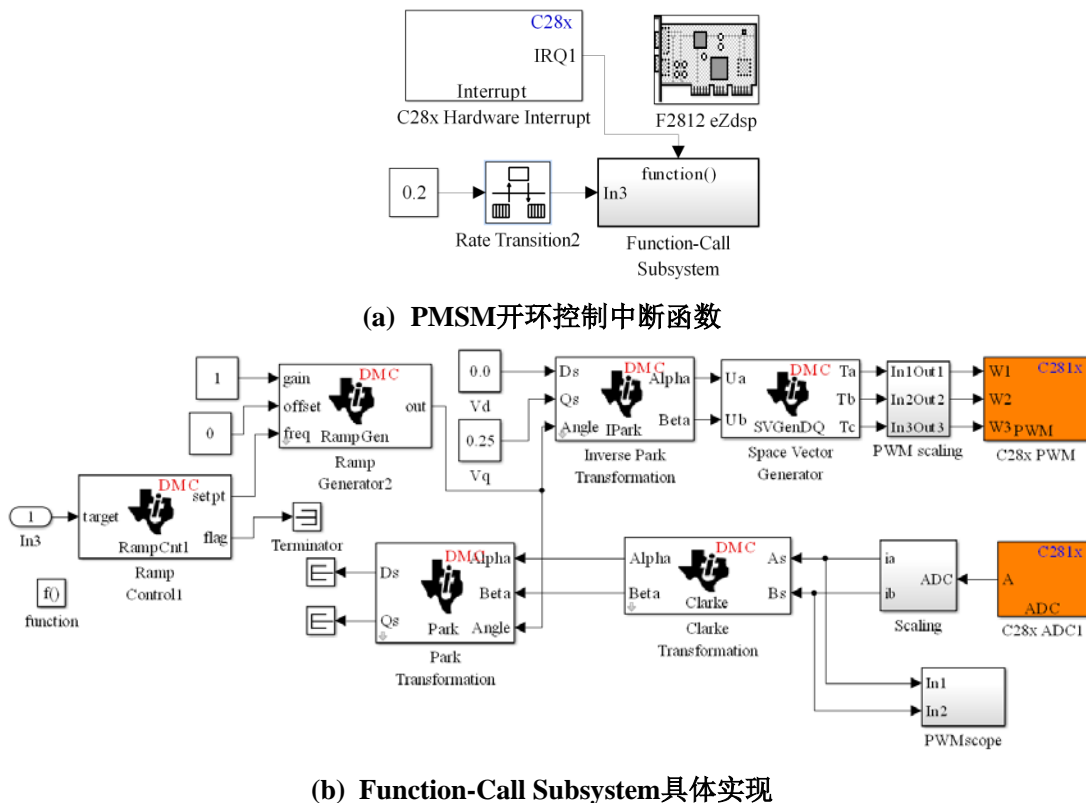 C28x
IRQ1
Interrupt
C28x Hardware Interrupt
F2812 eZdsp
0.2
Rate Transition2
function()
In3
Function-Call
Subsystem
(a) PMSM开环控制中断函数
1
0
gain
offset
freq
DMC
out
RampGen
Ramp
Generator2
0.0
Vd
0.25
Vq
Ds
Qs
Angle
DMC
Alpha
Beta
IPark
Inverse Park
Transformation
Ua
Ub
DMC
SVGenDQ
Ta
Tb
Tc
Space Vector
Generator
In1Out1
In2Out2
In3Out3
PWM scaling
W1
W2
W3
C281x
PWM
C28x PWM
1
In3
target
DMC
setpt
flag
RampCnt1
Ramp
Control1
Terminator
f()
function
Ds
Qs
DMC
Alpha
Beta
Angle
Park
Park
Transformation
Alpha
Beta
DMC
As
Bs
Clarke
Clarke
Transformation
ia
ib
ADC
Scaling
C281x
A
ADC
C28x ADC1
In1
In2
PWMscope
(b) Function-Call Subsystem具体实现